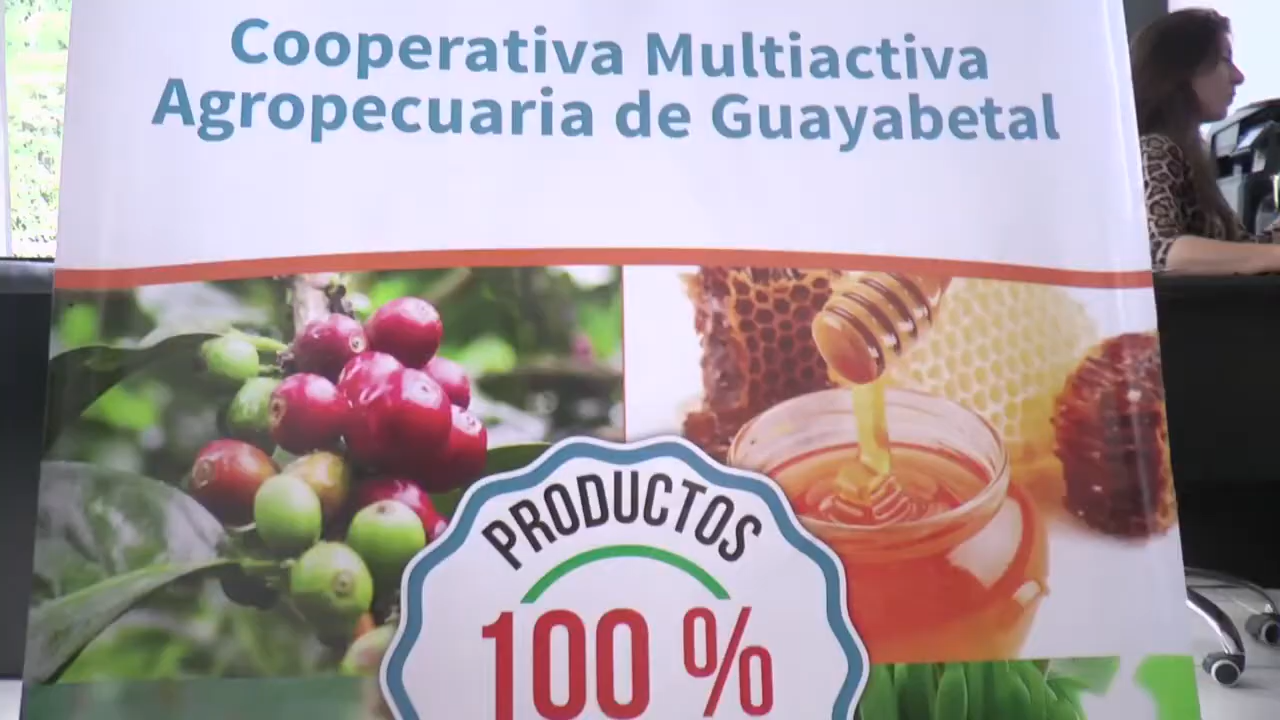 Cooperativa Multiactiva
Agropecuaria de Guayabetal
PRODUCTOS
100 %